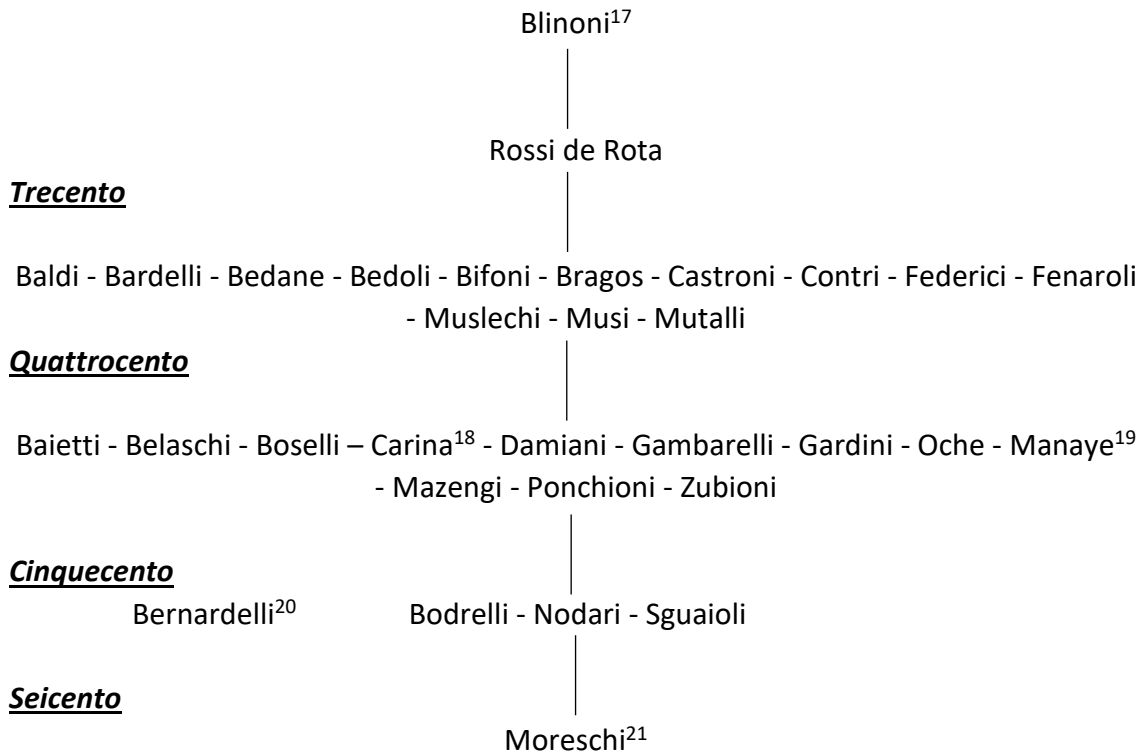 Blinoni¹⁷
Rossi de Rota
Trecento
Baldi - Bardelli - Bedane - Bedoli - Bifoni - Bragos - Castroni - Contri - Federici - Fenaroli
- Muslechi - Musi - Mutalli
Quattrocento
Baietti - Belaschi - Boselli – Carina¹⁸ - Damiani - Gambarelli - Gardini - Oche - Manaye¹⁹
- Mazengi - Ponchioni - Zubioni
Cinquecento
Bernardelli²⁰ Bodrelli - Nodari - Sguaioli
Seicento
Moreschi²¹